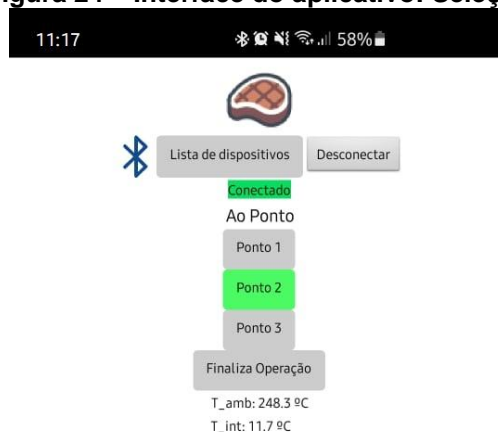 11:17 58%
Lista de dispositivos Desconectar
Conectado
Ao Ponto
Ponto 1
Ponto 2
Ponto 3
Finaliza Operação
T_amb: 248.3 ºC
T_int: 11.7 ºC